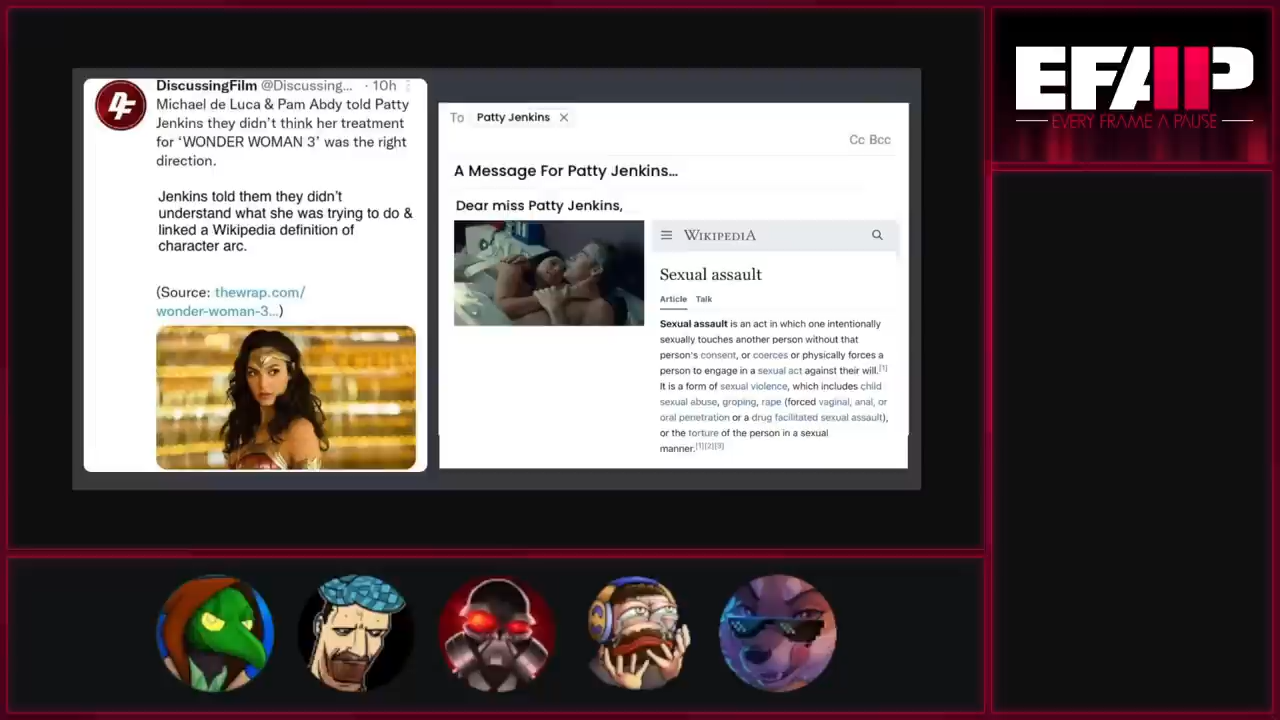 DiscussingFilm @Discussing... · 10h
Michael de Luca & Pam Abdy told Patty
Jenkins they didn't think her treatment
for 'WONDER WOMAN 3' was the right
direction.
Jenkins told them they didn't
understand what she was trying to do &
linked a Wikipedia definition of
character arc.
(Source: thewrap.com/
wonder-woman-3...)
To Patty Jenkins
Cc Bcc
A Message For Patty Jenkins...
Dear miss Patty Jenkins,
WIKIPEDIA
Sexual assault
Article Talk
Sexual assault is an act in which one intentionally
sexually touches another person without that
person's consent, or coerces or physically forces a
person to engage in a sexual act against their will.[1]
It is a form of sexual violence, which includes child
sexual abuse, groping, rape (forced vaginal, anal, or
oral penetration or a drug facilitated sexual assault),
or the torture of the person in a sexual
manner.[1][2][3]
EFAP
EVERY FRAME A PAUSE